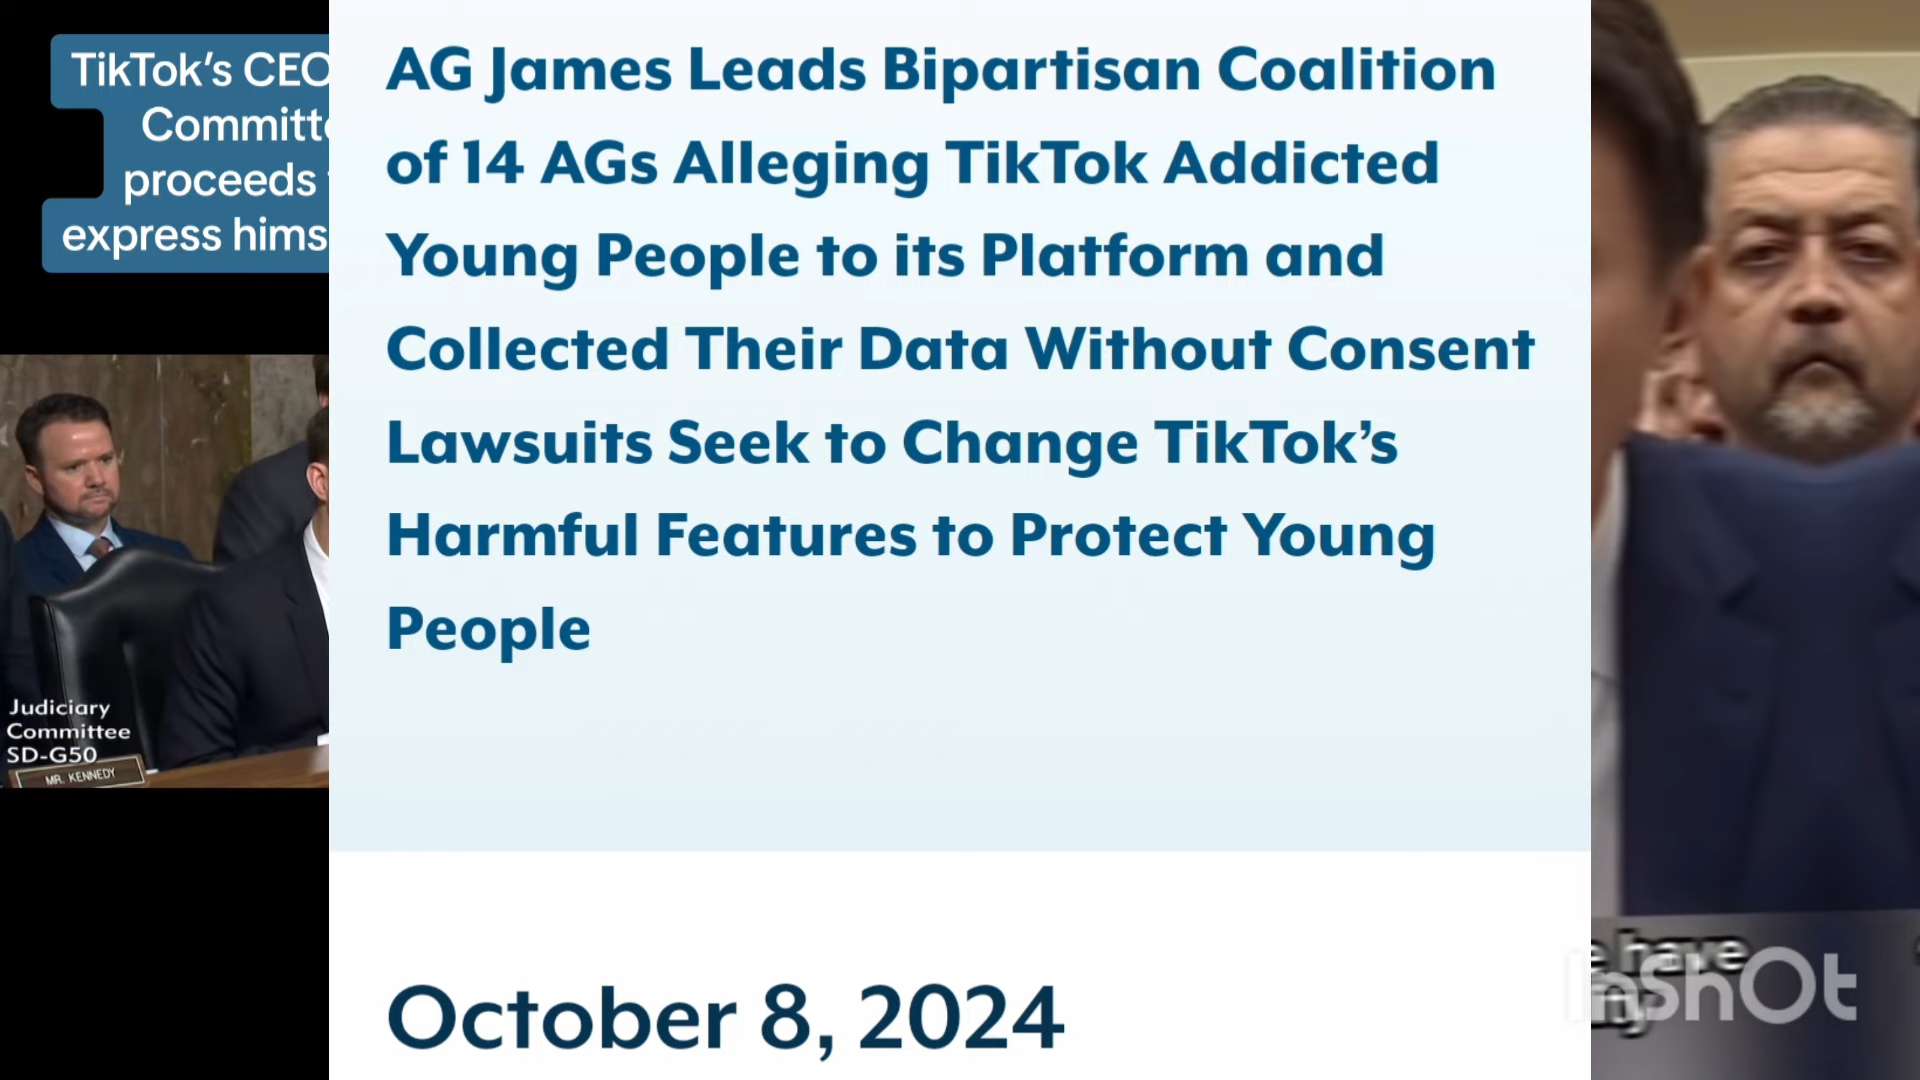 TikTok's CEO
Committ
proceeds
express hims
Judiciary
Committee
SD-G50
MR. KENNEDY
AG James Leads Bipartisan Coalition
of 14 AGs Alleging TikTok Addicted
Young People to its Platform and
Collected Their Data Without Consent
Lawsuits Seek to Change TikTok’s
Harmful Features to Protect Young
People
October 8, 2024
have
InShOt